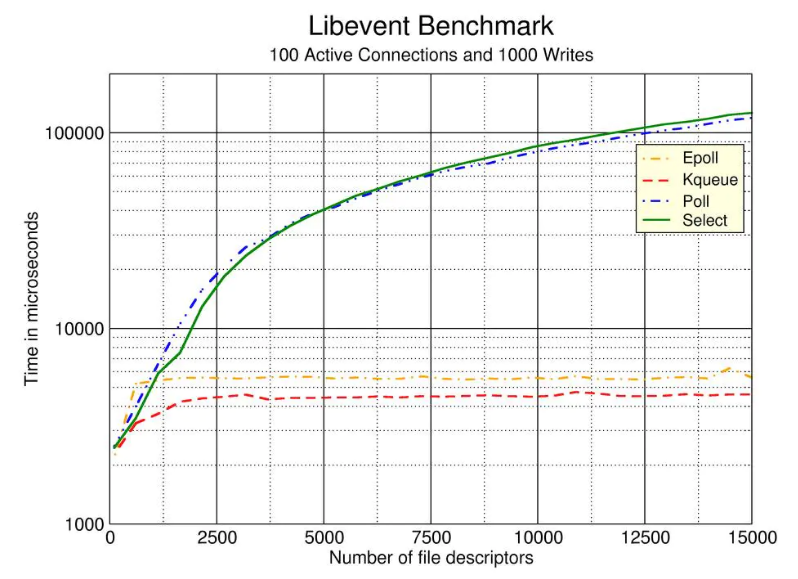 Libevent Benchmark
100 Active Connections and 1000 Writes
Time in microseconds
100000
10000
1000
Epoll
Kqueue
Poll
Select
0 2500 5000 7500 10000 12500 15000
Number of file descriptors